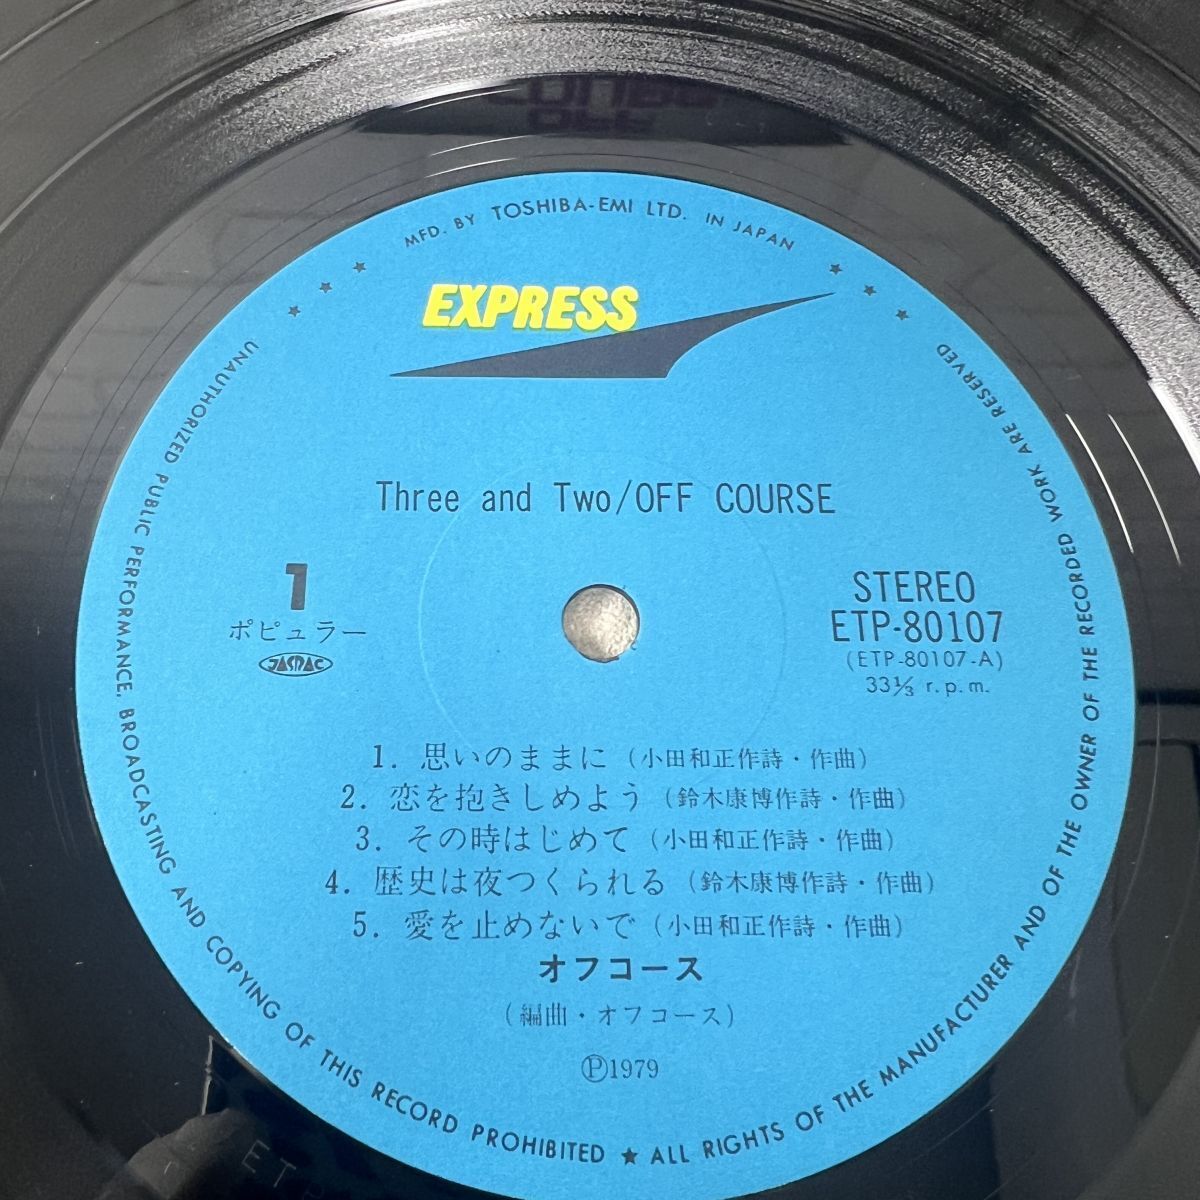 MFD. BY TOSHIBA-EMI LTD. IN JAPAN
EXPRESS
Three and Two/OFF COURSE
1
ポピュラー
JASRAC
STEREO
ETP-80107
(ETP-80107-A)
33⅓ r.p.m.
1. 思いのままに (小田和正作詩・作曲)
2. 恋を抱きしめよう (鈴木康博作詩・作曲)
3. その時はじめて (小田和正作詩・作曲)
4. 歴史は夜つくられる (鈴木康博作詩・作曲)
5. 愛を止めないで (小田和正作詩・作曲)
オフコース
(編曲・オフコース)
Ⓟ1979
UNAUTHORIZED PUBLIC PERFORMANCE, BROADCASTING AND COPYING OF THIS RECORD PROHIBITED ★ ALL RIGHTS OF THE MANUFACTURER AND OF THE OWNER OF THE RECORDED WORK ARE RESERVED